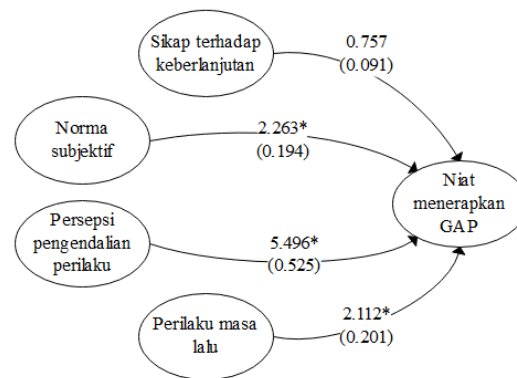 Sikap terhadap
keberlanjutan
0.757
(0.091)
Norma
subjektif
2.263*
(0.194)
Niat
menerapkan
GAP
Persepsi
pengendalian
perilaku
5.496*
(0.525)
Perilaku masa
lalu
2.112*
(0.201)